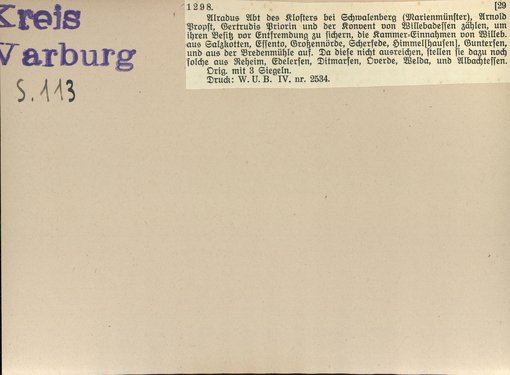 Kreis
Warburg
S. 113
1298. [29
Alradus Abt des Klosters bei Schwalenberg (Marienmünster), Arnold
Propst, Gertrudis Priorin und der Konvent von Willebadessen zählen, um
ihren Besitz vor Entfremdung zu sichern, die Kammer-Einnahmen von Willeb.
aus Salzkotten, Essento, Großennörde, Scherfede, Himmel[hausen], Guntersen,
und aus der Bredenmühle auf. Da diese nicht ausreichen, stellen sie dazu noch
solche aus Reheim, Edelersen, Ditmarsen, Overde, Welda, und Albachtessen.
Orig. mit 3 Siegeln.
Druck: W. U. B. IV. nr. 2534.